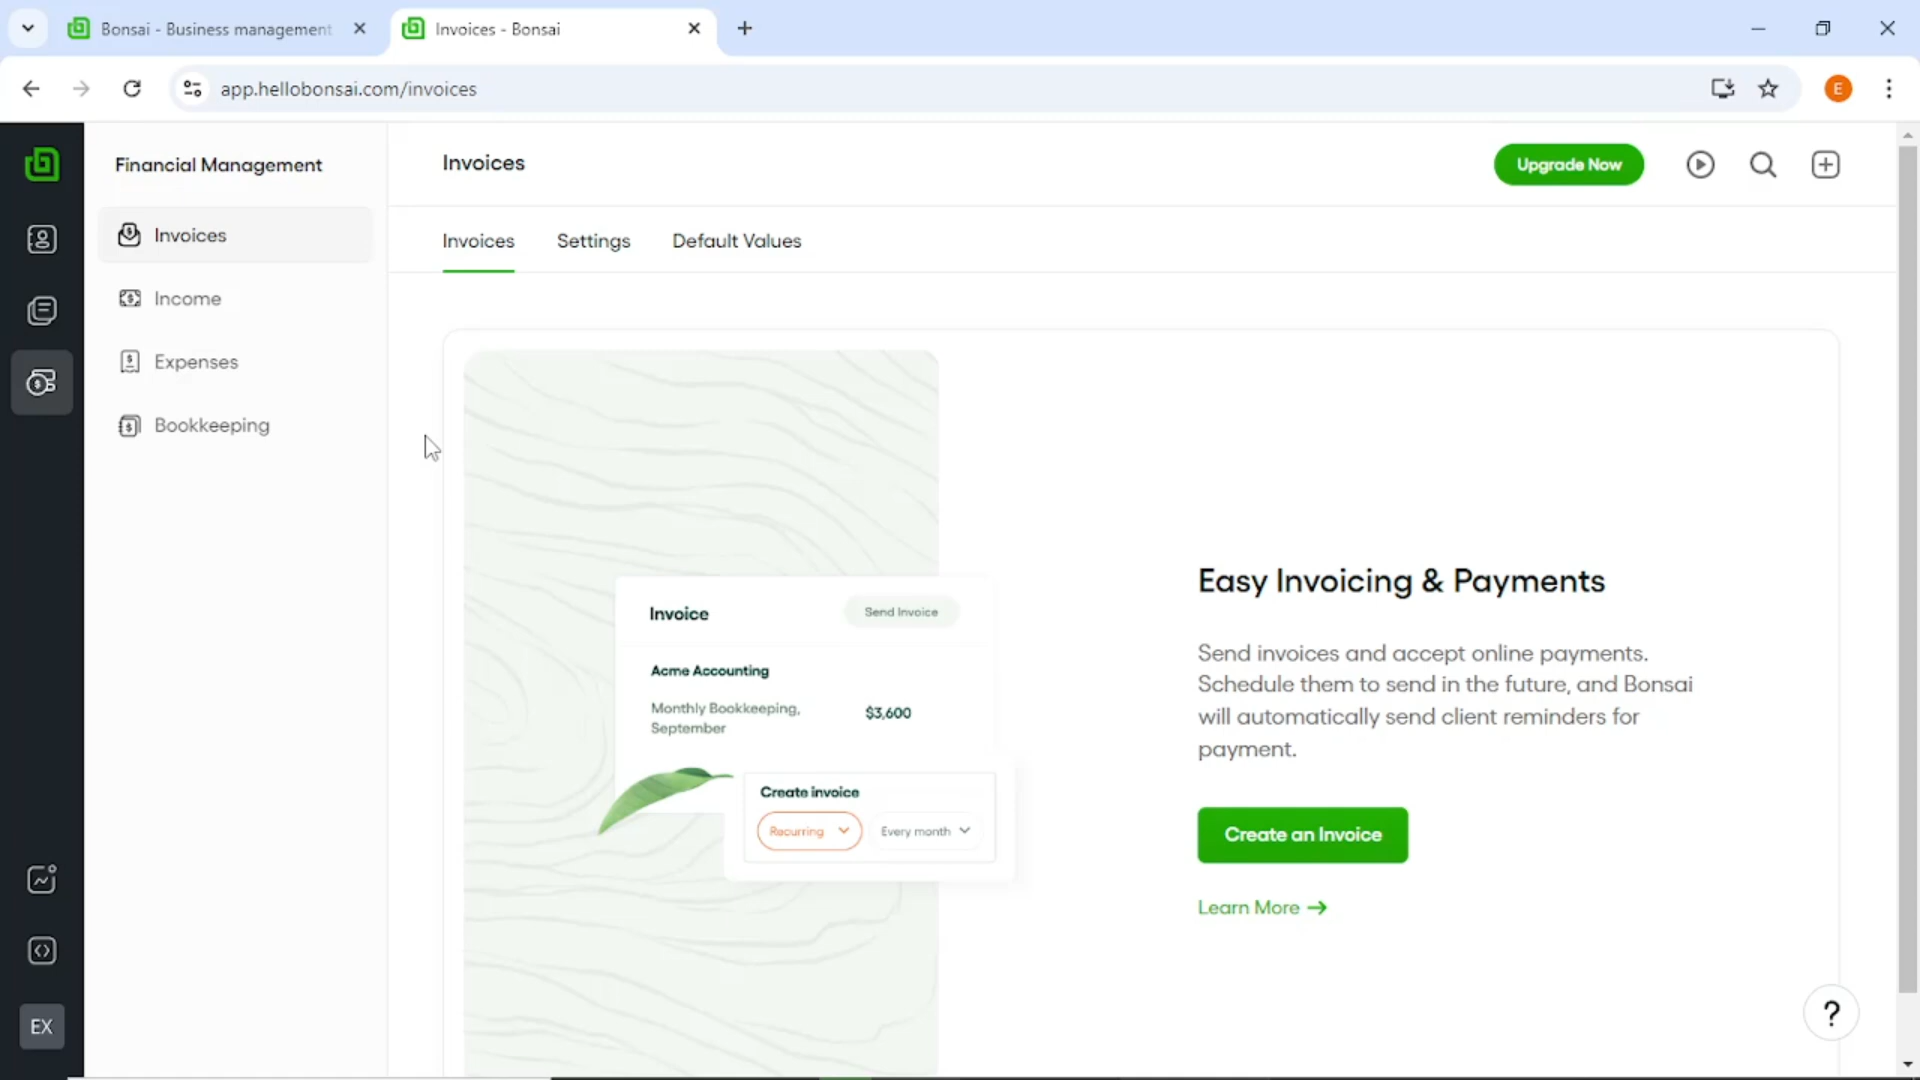 Bonsai - Business management
Invoices - Bonsai
app.hellobonsai.com/invoices
E
Financial Management
Invoices
Income
Expenses
Bookkeeping
EX
Invoices
Upgrade Now
Invoices
Settings
Default Values
Invoice
Send Invoice
Acme Accounting
Monthly Bookkeeping,
September
$3,600
Create invoice
Recurring
Every month
Easy Invoicing & Payments
Send invoices and accept online payments.
Schedule them to send in the future, and Bonsai
will automatically send client reminders for
payment.
Create an Invoice
Learn More →
?